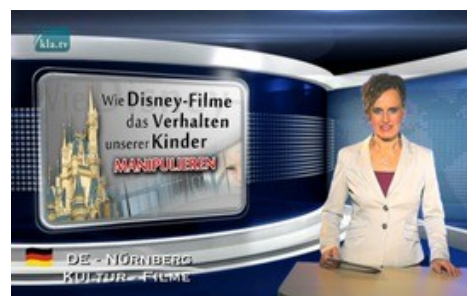 kla.tv
Wie Disney-Filme
das Verhalten
unserer Kinder
MANIPULIEREN
DE - NÜRNBERG
KULTUR - FILME